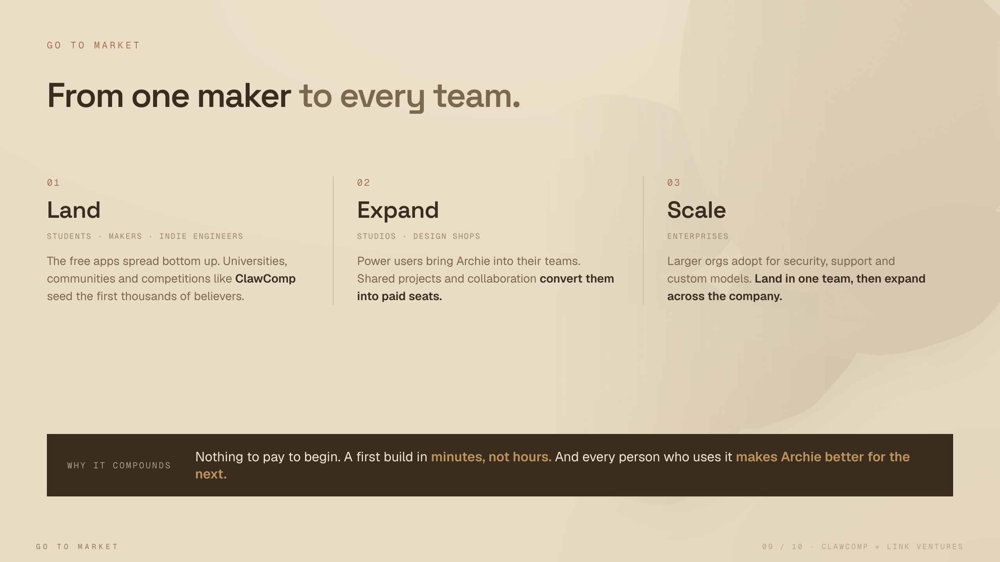 GO TO MARKET
From one maker to every team.
01
Land
STUDENTS · MAKERS · INDIE ENGINEERS
The free apps spread bottom up. Universities,
communities and competitions like ClawComp
seed the first thousands of believers.
02
Expand
STUDIOS · DESIGN SHOPS
Power users bring Archie into their teams.
Shared projects and collaboration convert them
into paid seats.
03
Scale
ENTERPRISES
Larger orgs adopt for security, support and
custom models. Land in one team, then expand
across the company.
WHY IT COMPOUNDS
Nothing to pay to begin. A first build in minutes, not hours. And every person who uses it makes Archie better for the
next.
GO TO MARKET
09 / 10 · CLAWCOMP × LINK VENTURES